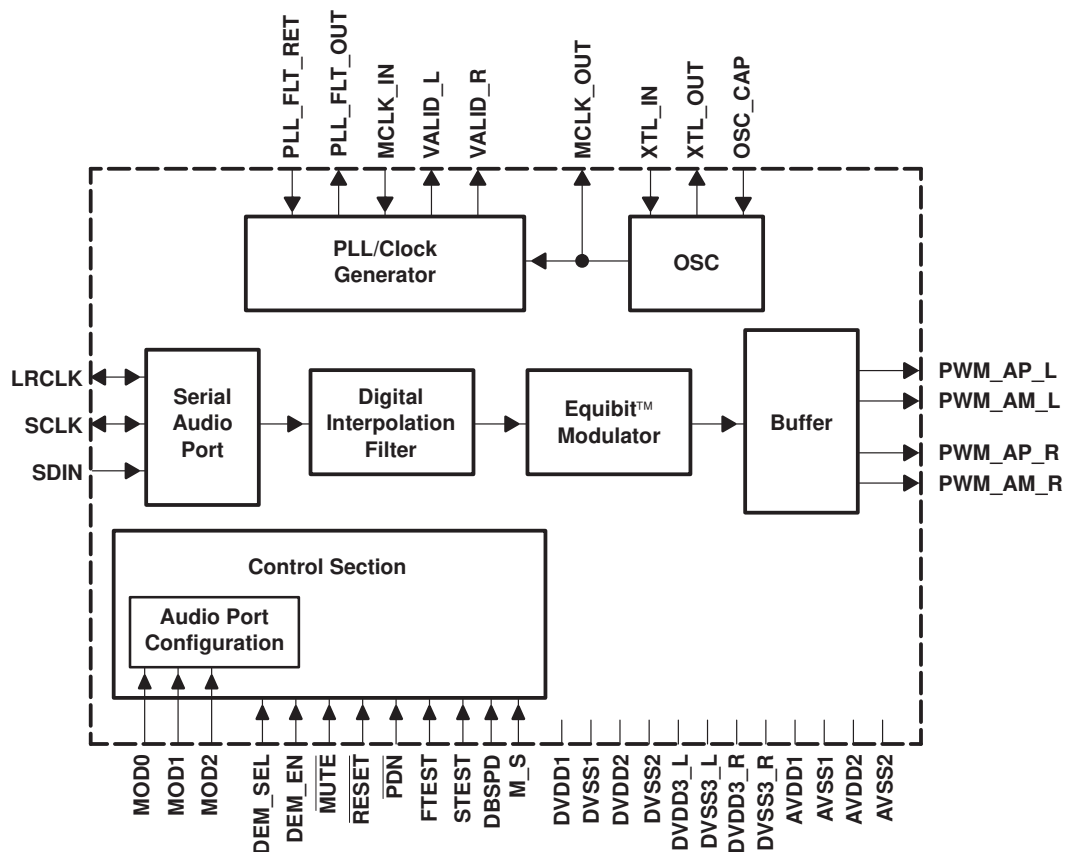 PLL_FLT_RET
PLL_FLT_OUT
MCLK_IN
VALID_L
VALID_R
MCLK_OUT
XTL_IN
XTL_OUT
OSC_CAP
PLL/Clock
Generator
OSC
LRCLK
SCLK
SDIN
Serial
Audio
Port
Digital
Interpolation
Filter
Equibit™
Modulator
Buffer
PWM_AP_L
PWM_AM_L
PWM_AP_R
PWM_AM_R
Control Section
Audio Port
Configuration
MOD0
MOD1
MOD2
DEM_SEL
DEM_EN
MUTE
RESET
PDN
FTEST
STEST
DBSPD
M_S
DVDD1
DVSS1
DVDD2
DVSS2
DVDD3_L
DVSS3_L
DVDD3_R
DVSS3_R
AVDD1
AVSS1
AVDD2
AVSS2